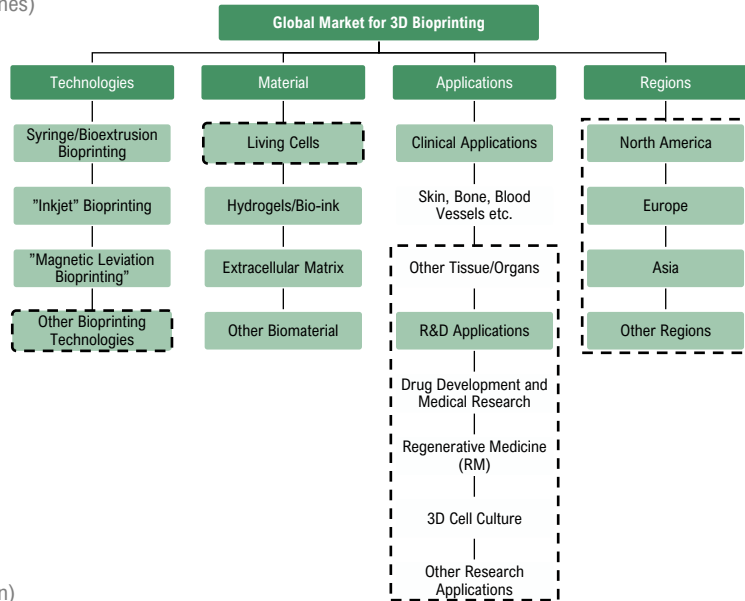 nes)
Global Market for 3D Bioprinting
Technologies
Material
Applications
Regions
Syringe/Bioextrusion
Bioprinting
Living Cells
Clinical Applications
North America
"Inkjet" Bioprinting
Hydrogels/Bio-ink
Skin, Bone, Blood
Vessels etc.
Europe
"Magnetic Leviation
Bioprinting"
Extracellular Matrix
Other Tissue/Organs
Asia
Other Bioprinting
Technologies
Other Biomaterial
R&D Applications
Other Regions
Drug Development and
Medical Research
Regenerative Medicine
(RM)
3D Cell Culture
Other Research
Applications
n)